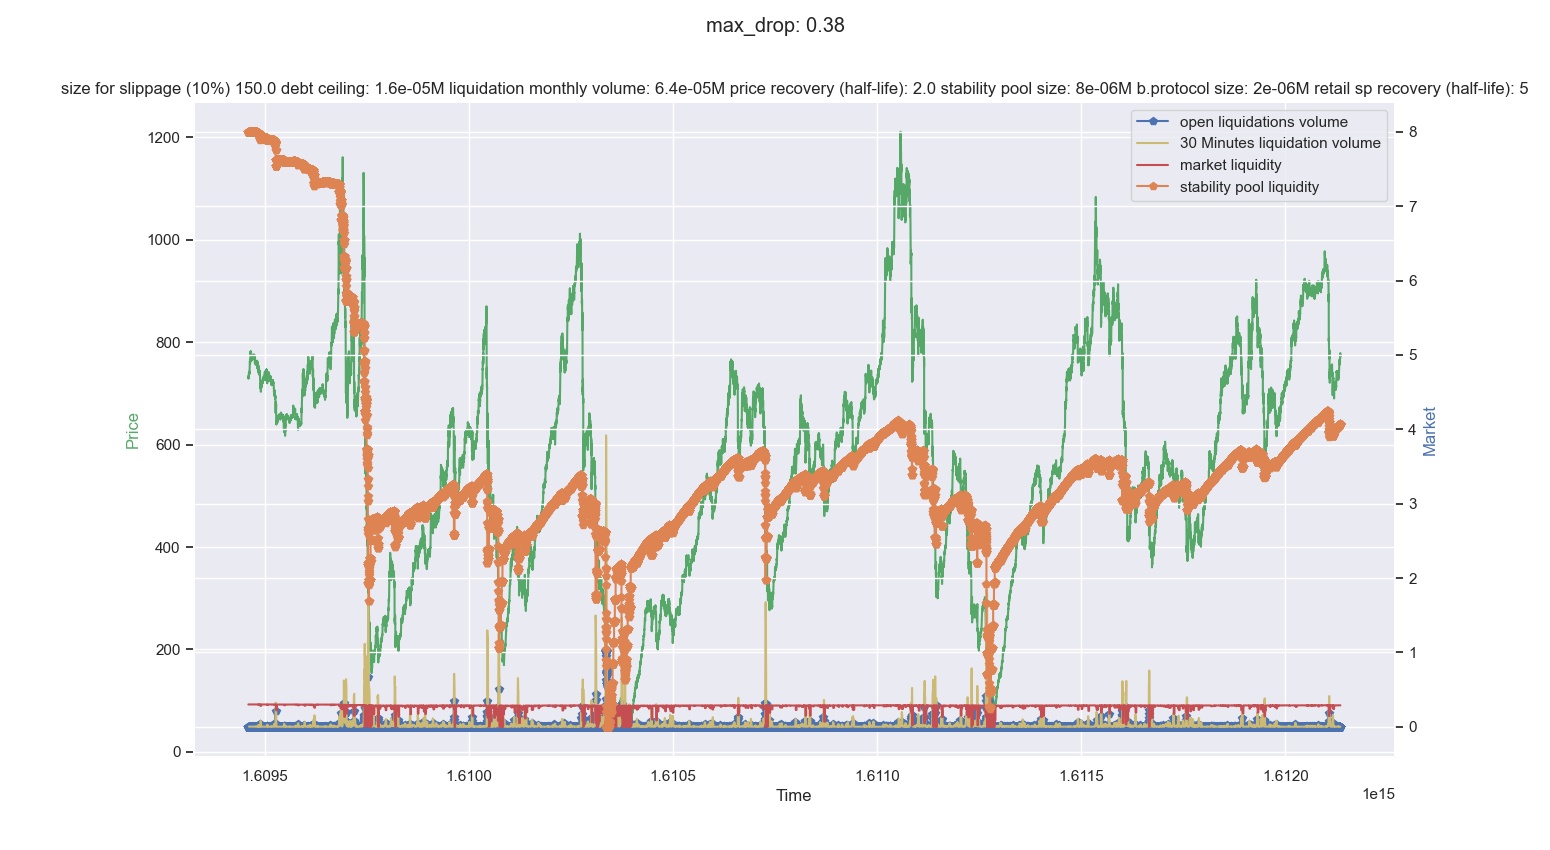 max_drop: 0.38
size for slippage (10%) 150.0 debt ceiling: 1.6e-05M liquidation monthly volume: 6.4e-05M price recovery (half-life): 2.0 stability pool size: 8e-06M b.protocol size: 2e-06M retail sp recovery (half-life): 5
open liquidations volume
30 Minutes liquidation volume
market liquidity
stability pool liquidity
1200
1000
800
600
400
200
0
Price
8
7
6
5
4
3
2
1
0
Market
1.6095
1.6100
1.6105
1.6110
1.6115
1.6120
1e15
Time